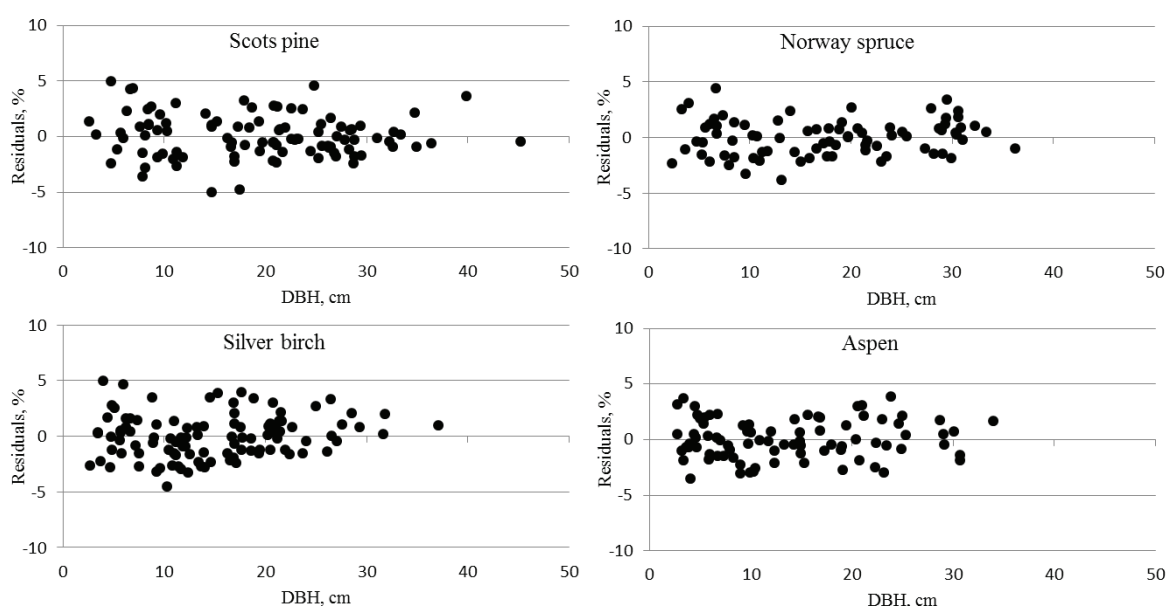 Scots pine
Residuals, %
10
5
0
-5
-10
0 10 20 30 40 50
DBH, cm
Norway spruce
Residuals, %
10
5
0
-5
-10
0 10 20 30 40 50
DBH, cm
Silver birch
Residuals, %
10
5
0
-5
-10
0 10 20 30 40 50
DBH, cm
Aspen
Residuals, %
10
5
0
-5
-10
0 10 20 30 40 50
DBH, cm